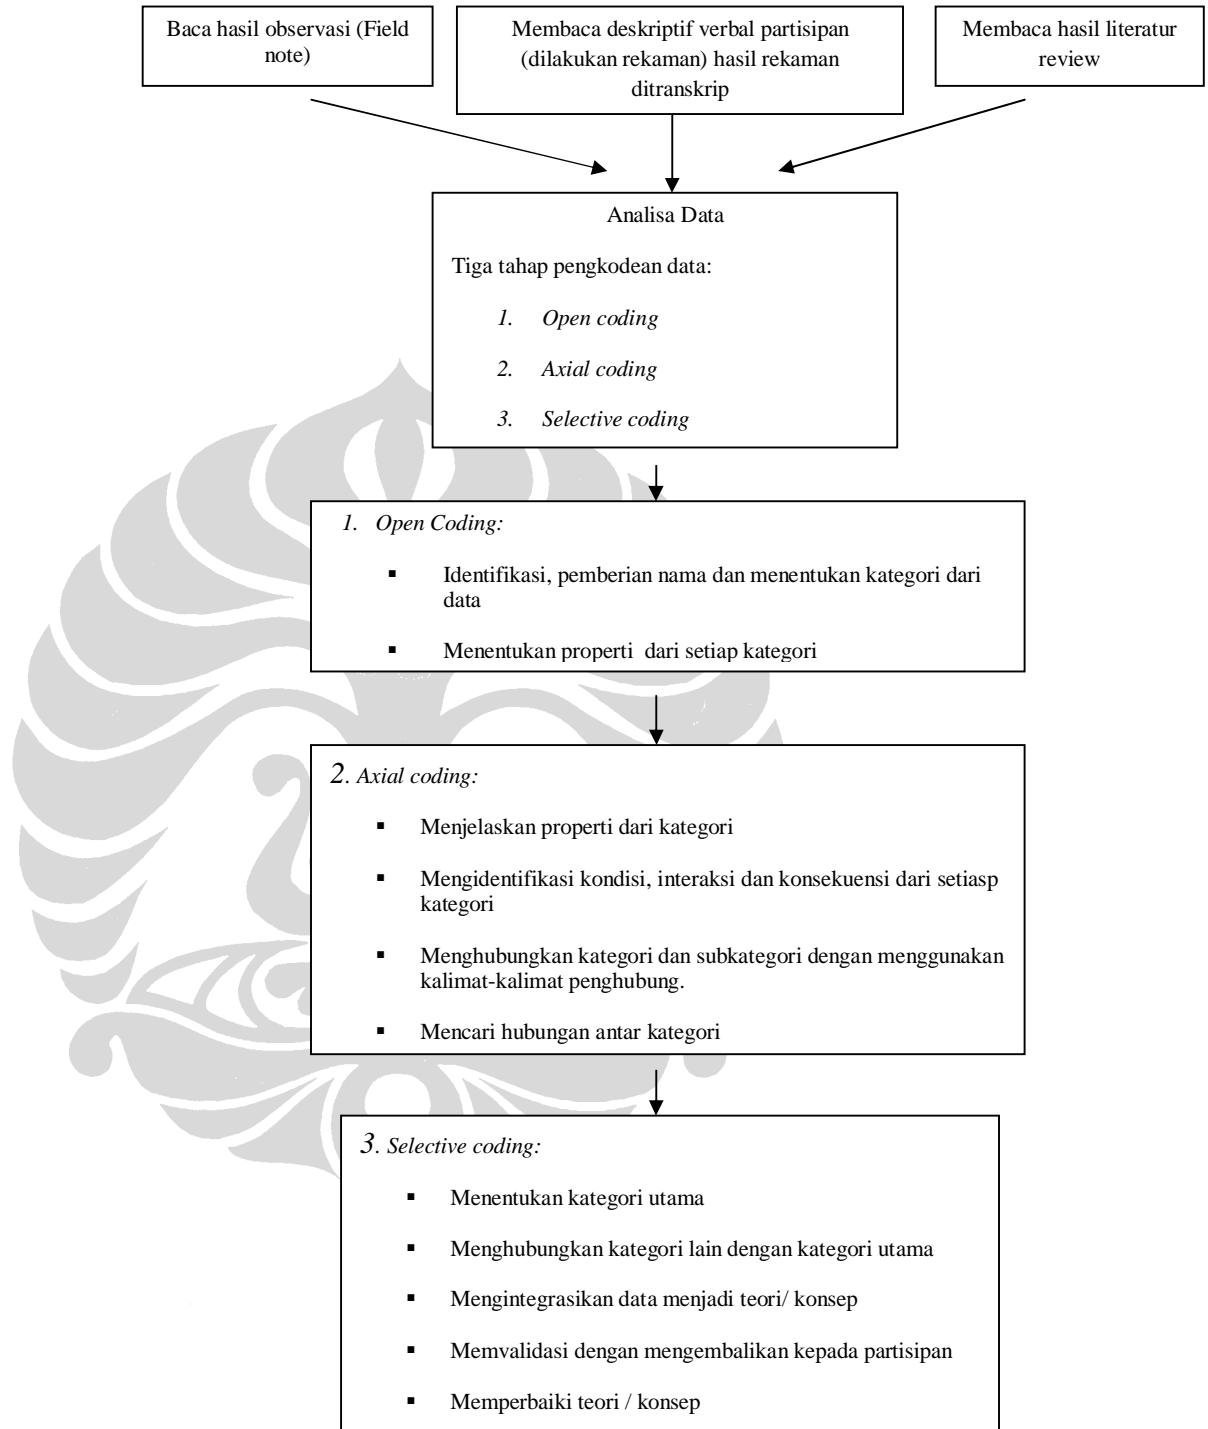 Baca hasil observasi (Field
note)
Membaca deskriptif verbal partisipan
(dilakukan rekaman) hasil rekaman
ditranskrip
Membaca hasil literatur
review
Analisa Data
Tiga tahap pengkodean data:
1. Open coding
2. Axial coding
3. Selective coding
1. Open Coding:
▪ Identifikasi, pemberian nama dan menentukan kategori dari
data
▪ Menentukan properti dari setiap kategori
2. Axial coding:
▪ Menjelaskan properti dari kategori
▪ Mengidentifikasi kondisi, interaksi dan konsekuensi dari setiasp
kategori
▪ Menghubungkan kategori dan subkategori dengan menggunakan
kalimat-kalimat penghubung.
▪ Mencari hubungan antar kategori
3. Selective coding:
▪ Menentukan kategori utama
▪ Menghubungkan kategori lain dengan kategori utama
▪ Mengintegrasikan data menjadi teori/ konsep
▪ Memvalidasi dengan mengembalikan kepada partisipan
▪ Memperbaiki teori / konsep